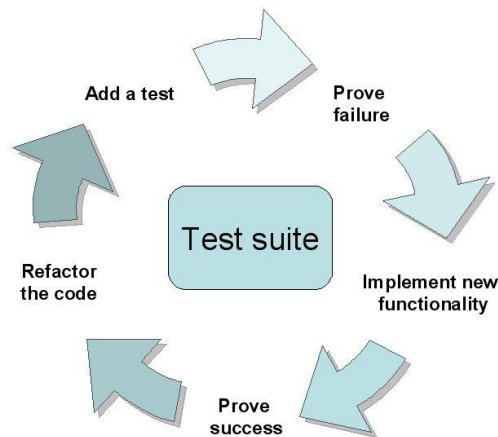 Add a test
Prove
failure
Test suite
Implement new
functionality
Refactor
the code
Prove
success